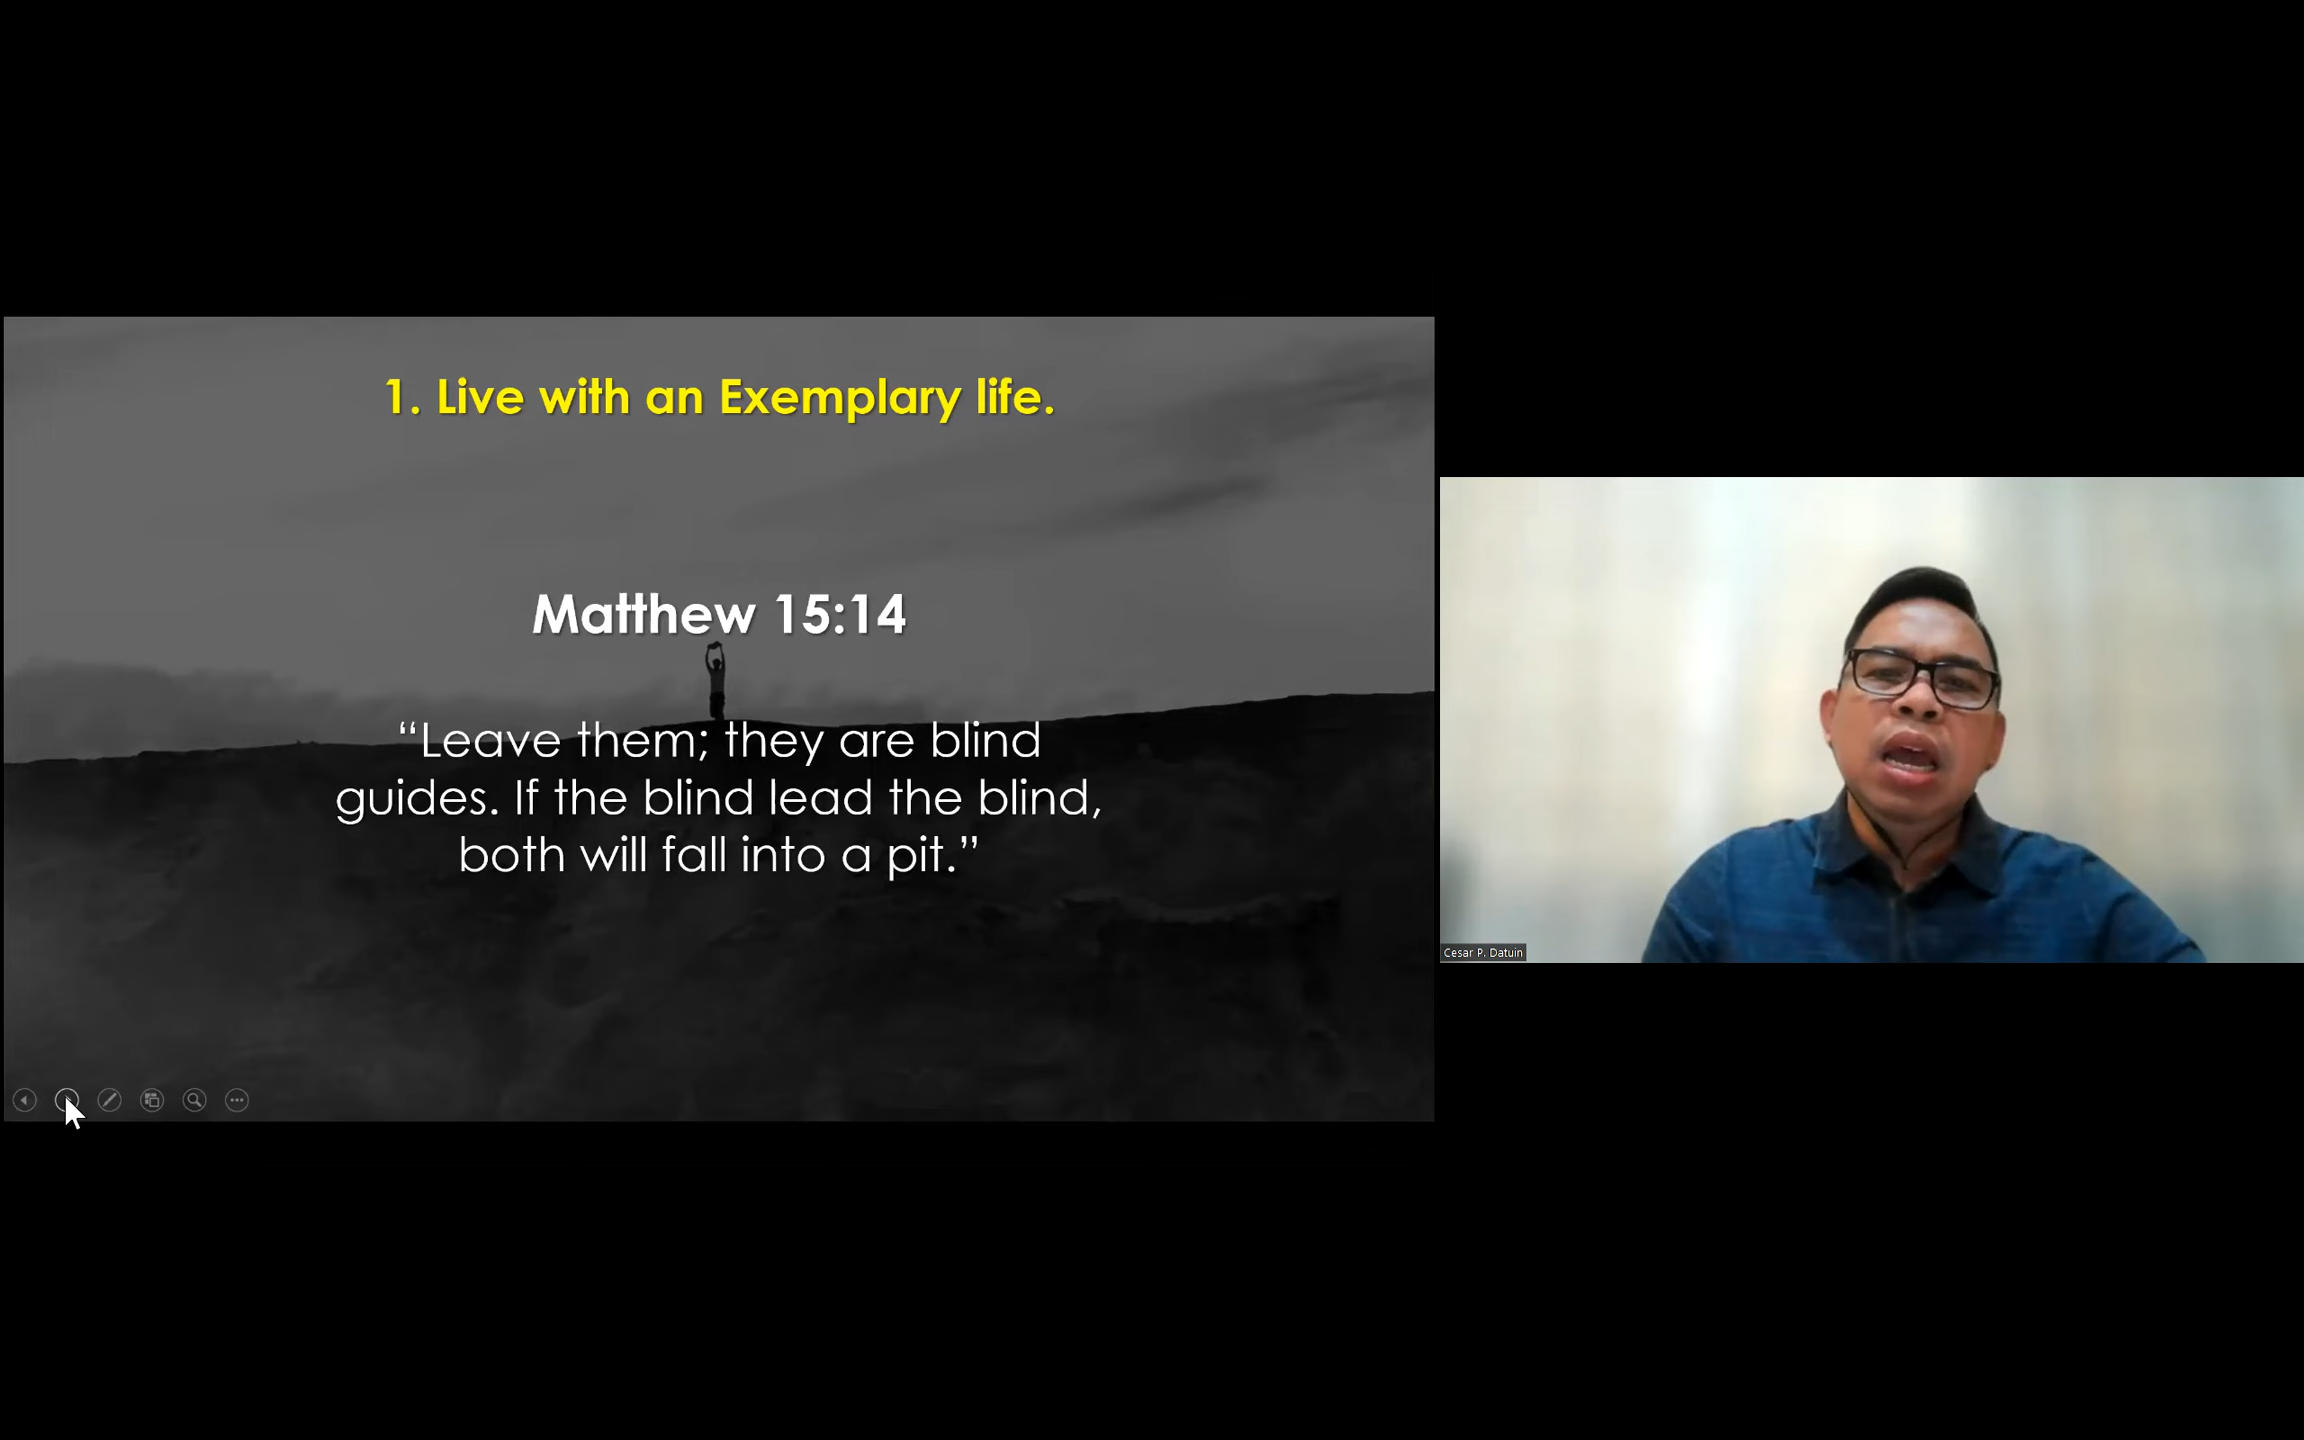 1. Live with an Exemplary life.
Matthew 15:14
“Leave them; they are blind
guides. If the blind lead the blind,
both will fall into a pit.”
Cesar P. Datuin